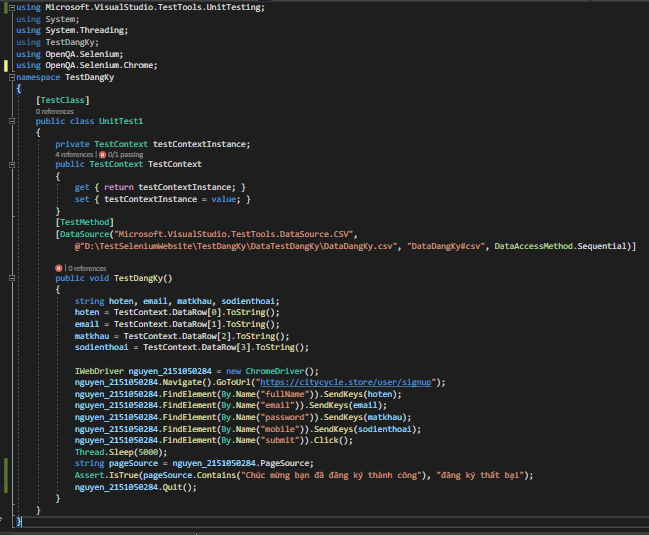 using Microsoft.VisualStudio.TestTools.UnitTesting;
using System;
using System.Threading;
using TestDangKy;
using OpenQA.Selenium;
using OpenQA.Selenium.Chrome;
namespace TestDangKy
{
[TestClass]
0 references
public class UnitTest1
{
private TestContext testContextInstance;
4 references | 0/1 passing
public TestContext TestContext
{
get { return testContextInstance; }
set { testContextInstance = value; }
}
[TestMethod]
[DataSource("Microsoft.VisualStudio.TestTools.DataSource.CSV",
@"D:\TestSeleniumWebsite\TestDangKy\DataTestDangKy\DataDangKy.csv", "DataDangKy#csv", DataAccessMethod.Sequential)]
| 0 references
public void TestDangKy()
{
string hoten, email, matkhau, sodienthoai;
hoten = TestContext.DataRow[0].ToString();
email = TestContext.DataRow[1].ToString();
matkhau = TestContext.DataRow[2].ToString();
sodienthoai = TestContext.DataRow[3].ToString();
IWebDriver nguyen_2151050284 = new ChromeDriver();
nguyen_2151050284.Navigate().GoToUrl("https://citycycle.store/user/signup");
nguyen_2151050284.FindElement(By.Name("fullName")).SendKeys(hoten);
nguyen_2151050284.FindElement(By.Name("email")).SendKeys(email);
nguyen_2151050284.FindElement(By.Name("password")).SendKeys(matkhau);
nguyen_2151050284.FindElement(By.Name("mobile")).SendKeys(sodienthoai);
nguyen_2151050284.FindElement(By.Name("submit")).Click();
Thread.Sleep(5000);
string pageSource = nguyen_2151050284.PageSource;
Assert.IsTrue(pageSource.Contains("Chúc mừng bạn đã đăng ký thành công"), "đăng ký thất bại");
nguyen_2151050284.Quit();
}
}
}